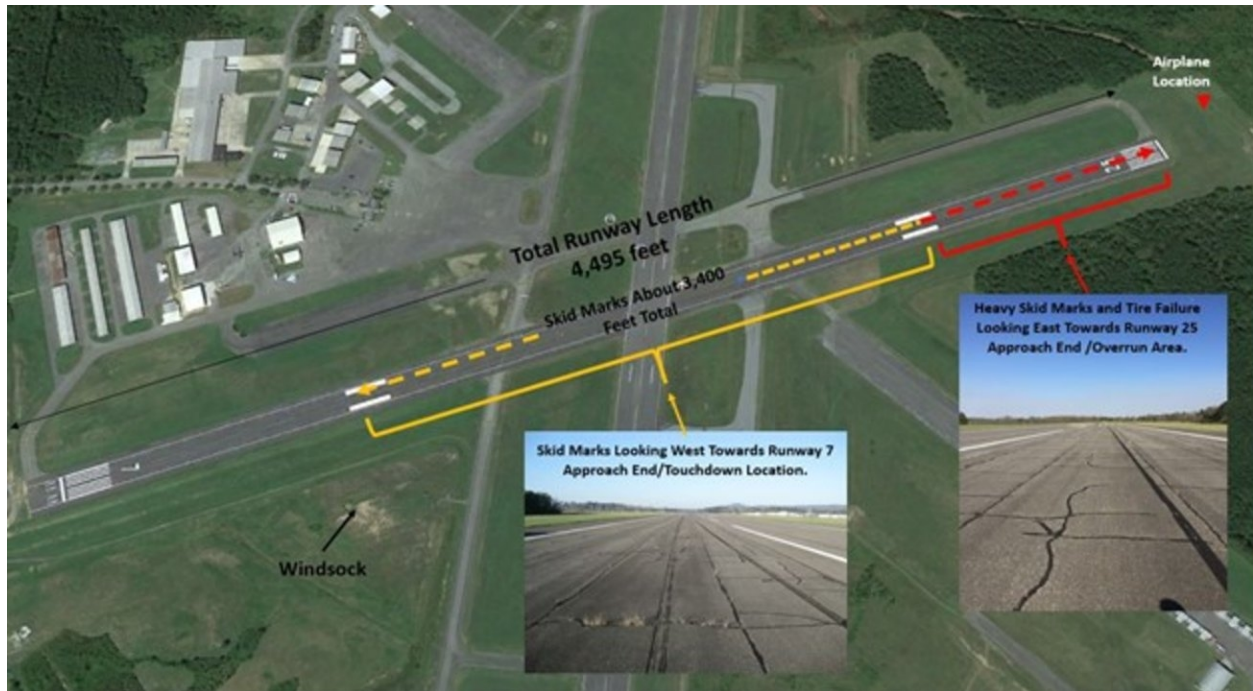 Airplane
Location
Total Runway Length
4,495 feet
Skid Marks About 3,400
Feet Total
Heavy Skid Marks and Tire Failure
Looking East Towards Runway 25
Approach End /Overrun Area.
Skid Marks Looking West Towards Runway 7
Approach End/Touchdown Location.
Windsock
7